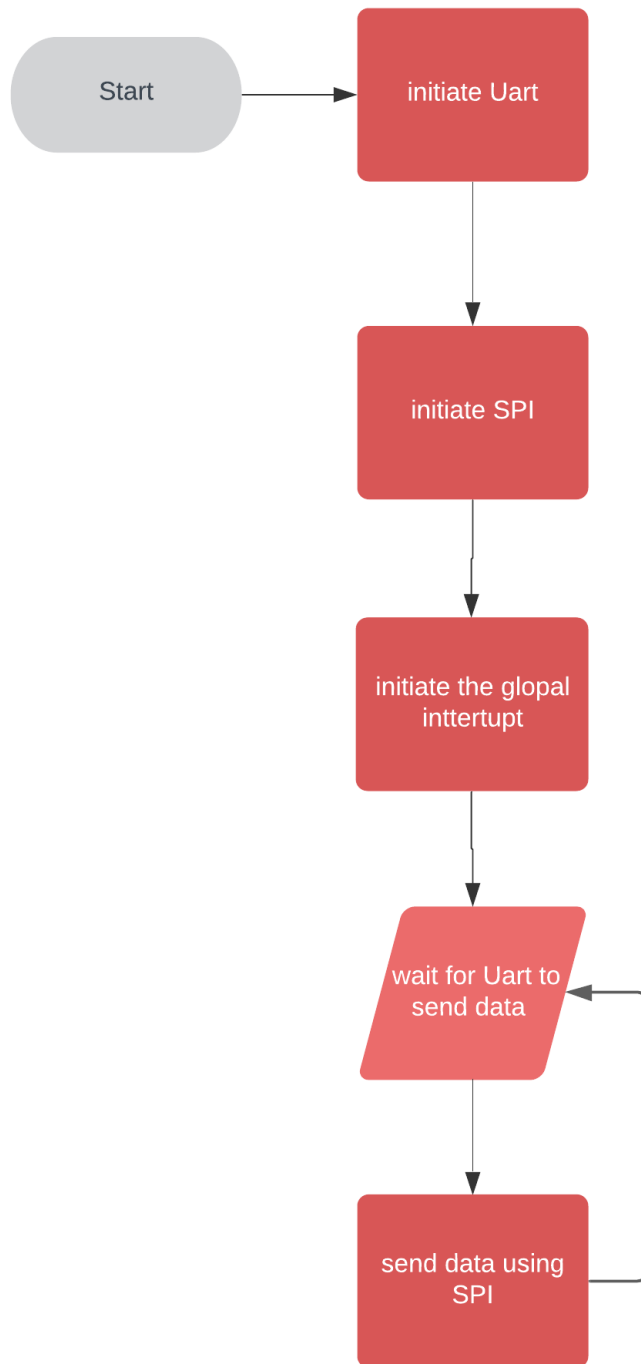 Start
initiate Uart
initiate SPI
initiate the glopal
inttertupt
wait for Uart to
send data
send data using
SPI